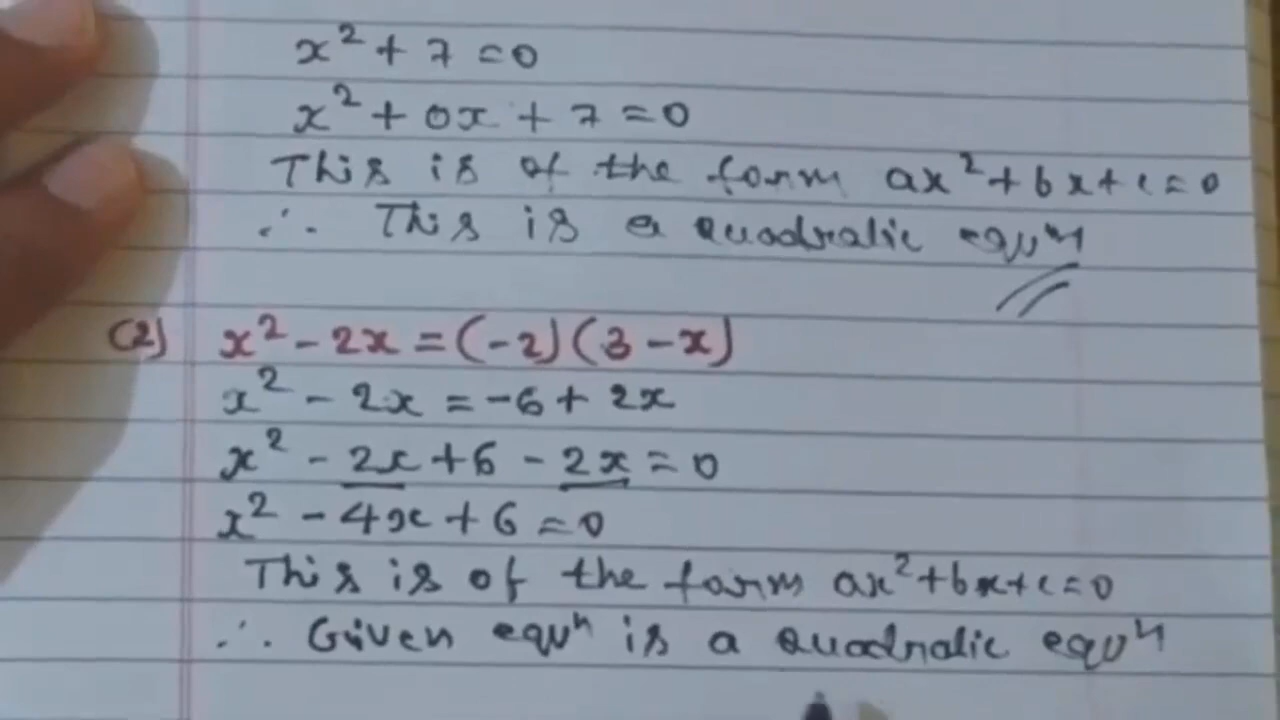 x² + 7 = 0
x² + 0x + 7 = 0
This is of the form ax² + bx + c = 0
∴ This is a quadratic equⁿ
(2) x² - 2x = (-2)(3 - x)
x² - 2x = -6 + 2x
x² - 2x + 6 - 2x = 0
x² - 4x + 6 = 0
This is of the form ax² + bx + c = 0
∴ Given equⁿ is a quadratic equⁿ